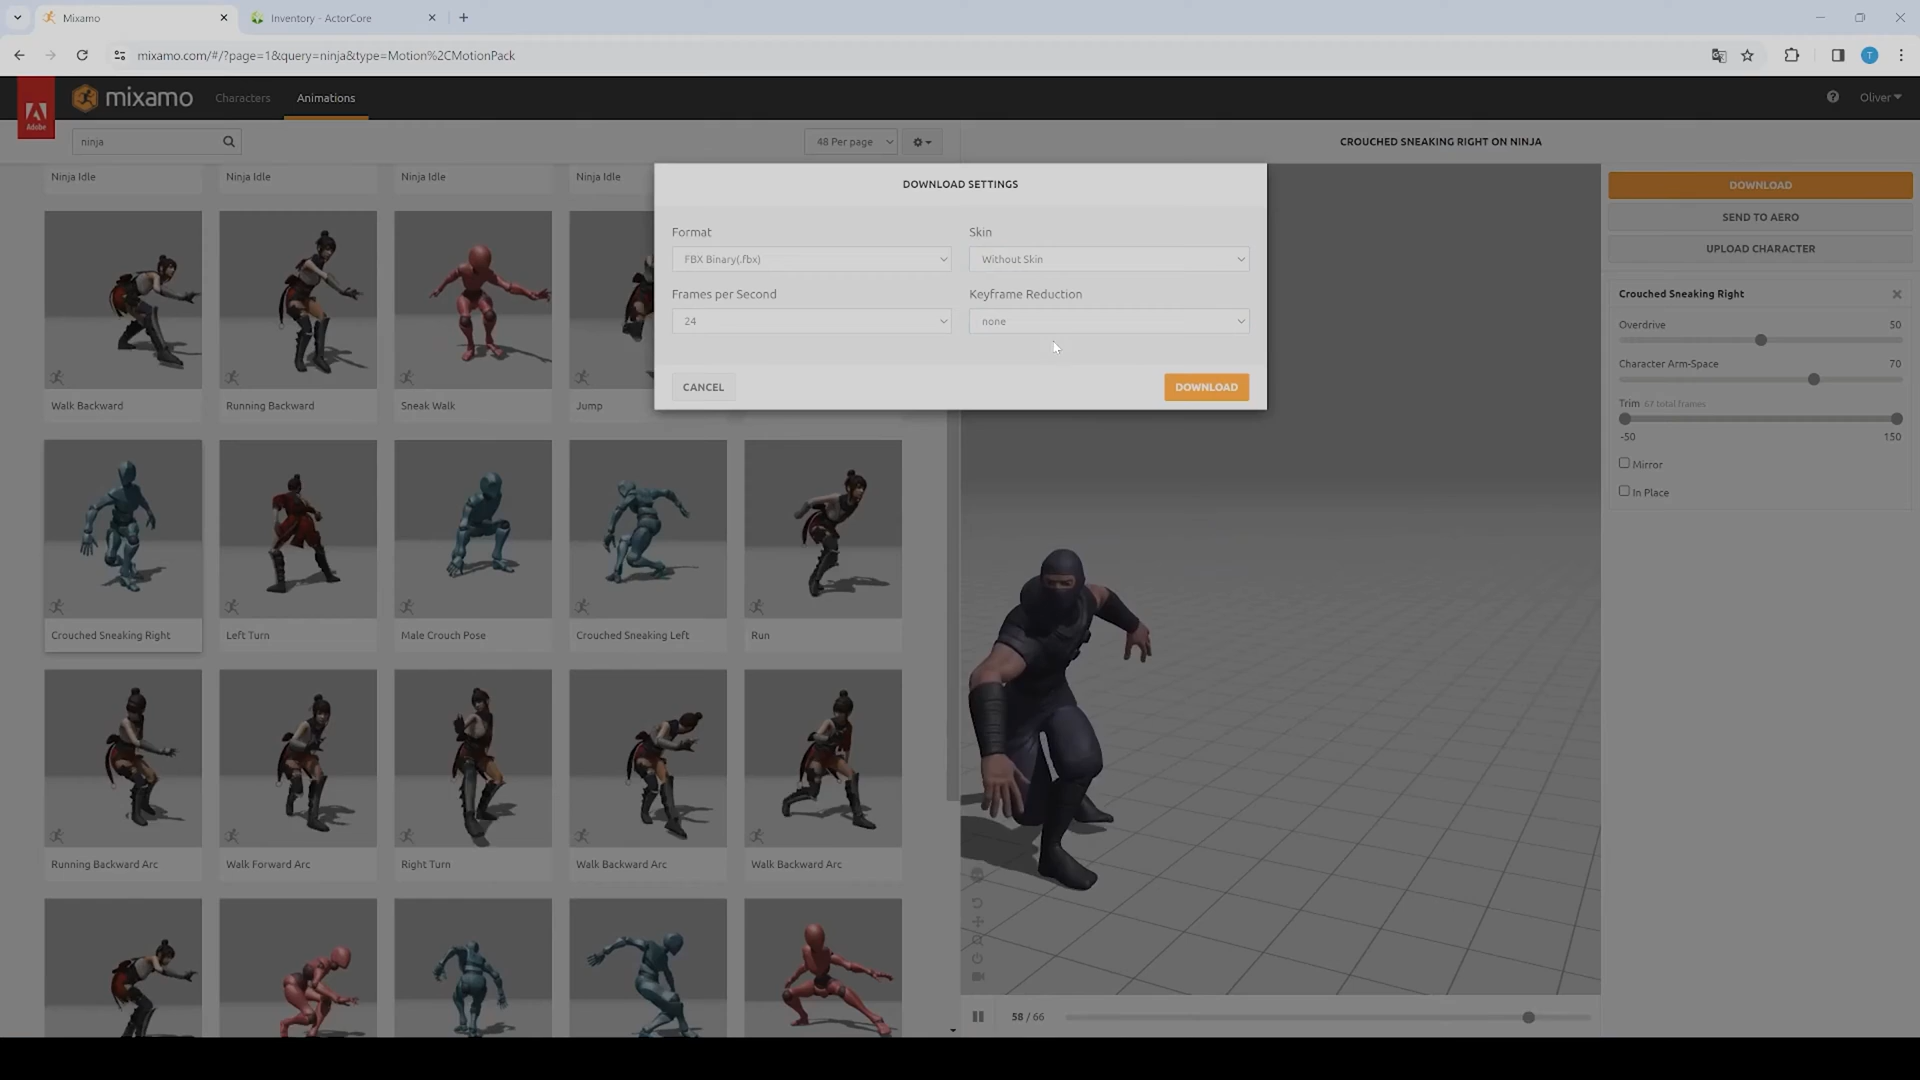 Mixamo
Inventory - ActorCore
mixamo.com/#/?page=1&query=ninja&type=Motion%2CMotionPack
T
Adobe
mixamo
Characters
Animations
Oliver
ninja
48 Per page
CROUCHED SNEAKING RIGHT ON NINJA
Ninja Idle
Ninja Idle
Ninja Idle
Ninja Idle
DOWNLOAD SETTINGS
Format
Skin
FBX Binary(.fbx)
Without Skin
Frames per Second
Keyframe Reduction
24
none
CANCEL
DOWNLOAD
DOWNLOAD
SEND TO AERO
UPLOAD CHARACTER
Crouched Sneaking Right
Overdrive 50
Character Arm-Space 70
Trim 67 total frames
-50 150
Mirror
In Place
Walk Backward
Running Backward
Sneak Walk
Jump
Crouched Sneaking Right
Left Turn
Male Crouch Pose
Crouched Sneaking Left
Run
Running Backward Arc
Walk Forward Arc
Right Turn
Walk Backward Arc
Walk Backward Arc
58 / 66